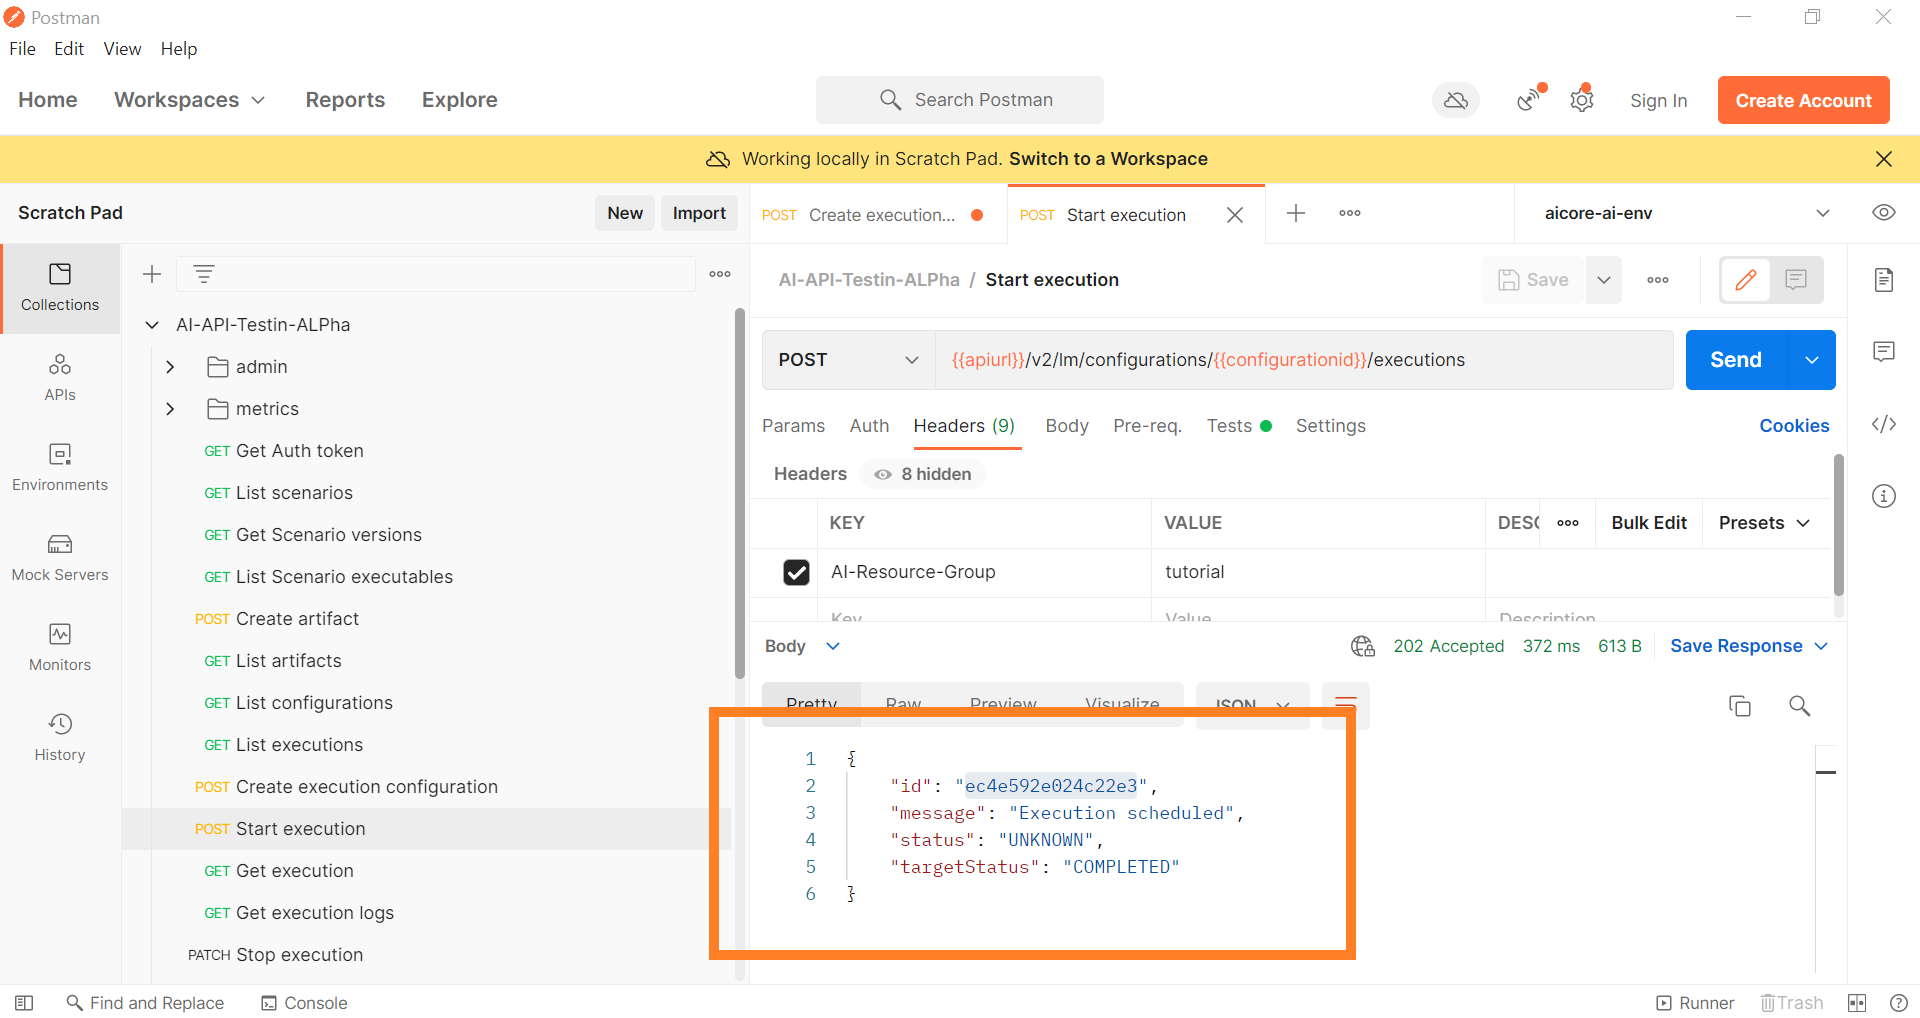 Postman
File Edit View Help
Home Workspaces Reports Explore
Search Postman
Sign In
Create Account
Working locally in Scratch Pad. Switch to a Workspace
Scratch Pad
New Import
POST Create execution...
POST Start execution
aicore-ai-env
Collections
APIs
Environments
Mock Servers
Monitors
History
AI-API-Testin-ALPha
admin
metrics
GET Get Auth token
GET List scenarios
GET Get Scenario versions
GET List Scenario executables
POST Create artifact
GET List artifacts
GET List configurations
GET List executions
POST Create execution configuration
POST Start execution
GET Get execution
GET Get execution logs
PATCH Stop execution
AI-API-Testin-ALPha / Start execution
Save
POST {{apiurl}}/v2/lm/configurations/{{configurationid}}/executions
Send
Params Auth Headers (9) Body Pre-req. Tests Settings
Cookies
Headers 8 hidden
KEY VALUE DESC Bulk Edit Presets
AI-Resource-Group tutorial
Key Value Description
Body 202 Accepted 372 ms 613 B Save Response
Pretty Raw Preview Visualize JSON
1 {
2 "id": "ec4e592e024c22e3",
3 "message": "Execution scheduled",
4 "status": "UNKNOWN",
5 "targetStatus": "COMPLETED"
6 }
Find and Replace Console
Runner Trash